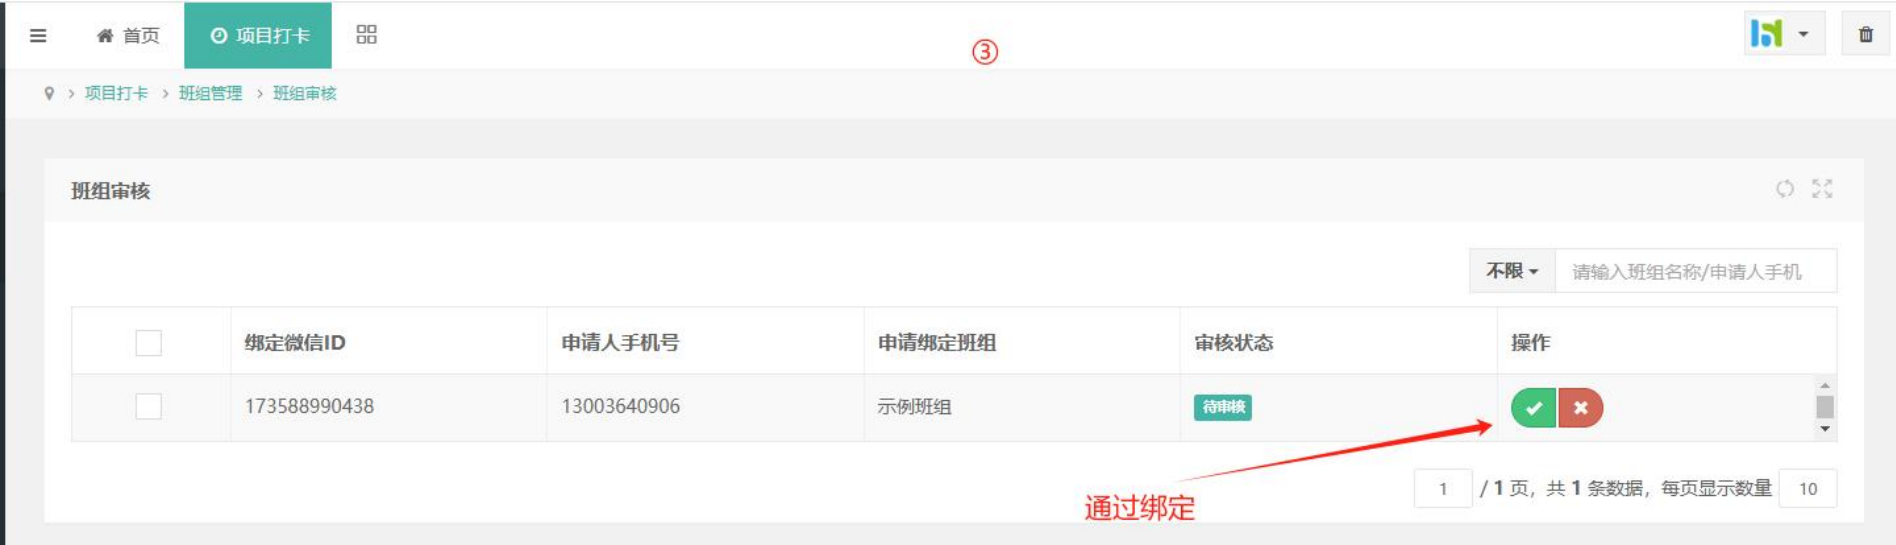 首页 项目打卡
③
> 项目打卡 > 班组管理 > 班组审核
班组审核
不限 请输入班组名称/申请人手机
绑定微信ID 申请人手机号 申请绑定班组 审核状态 操作
173588990438 13003640906 示例班组 待审核
通过绑定
1 / 1 页，共 1 条数据，每页显示数量 10